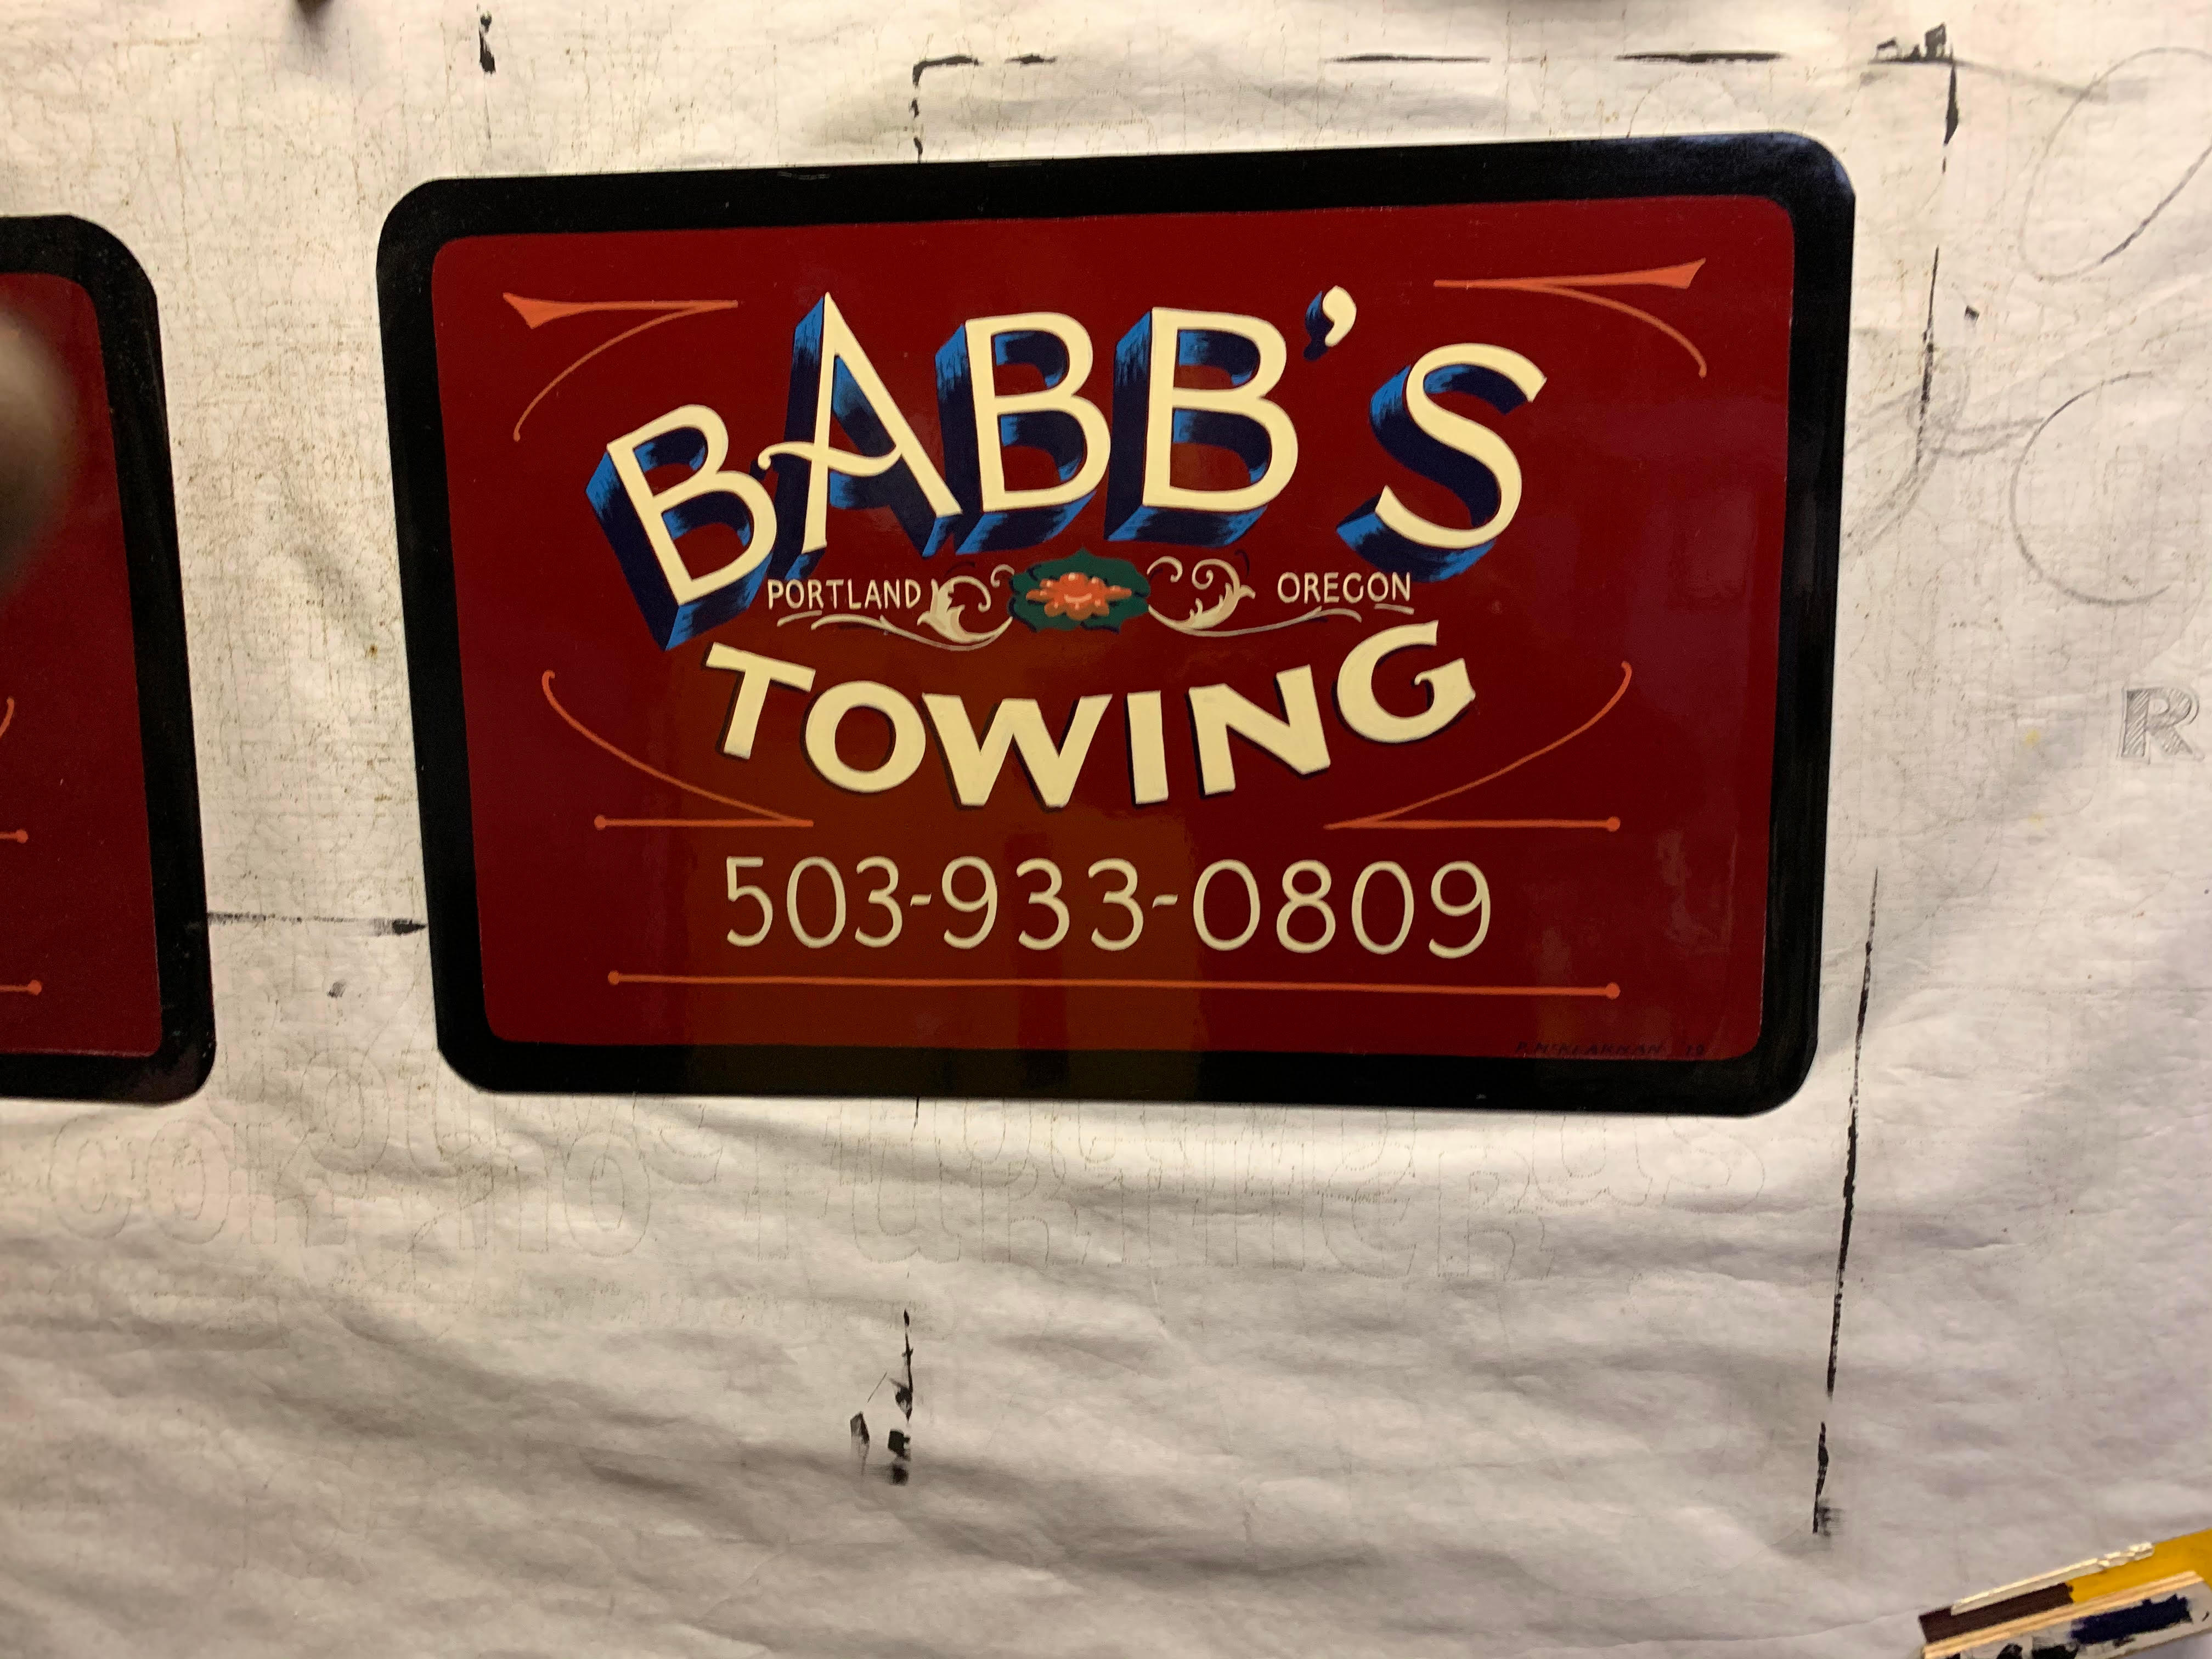 BABB'S
PORTLAND OREGON
TOWING
503-933-0809
R